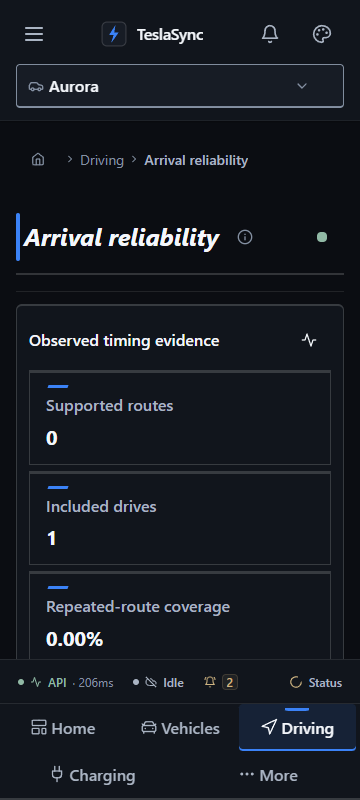 TeslaSync
Aurora
Driving Arrival reliability
Arrival reliability
Observed timing evidence
Supported routes
0
Included drives
1
Repeated-route coverage
0.00%
API · 206ms Idle 2 Status
Home Vehicles Driving
Charging More